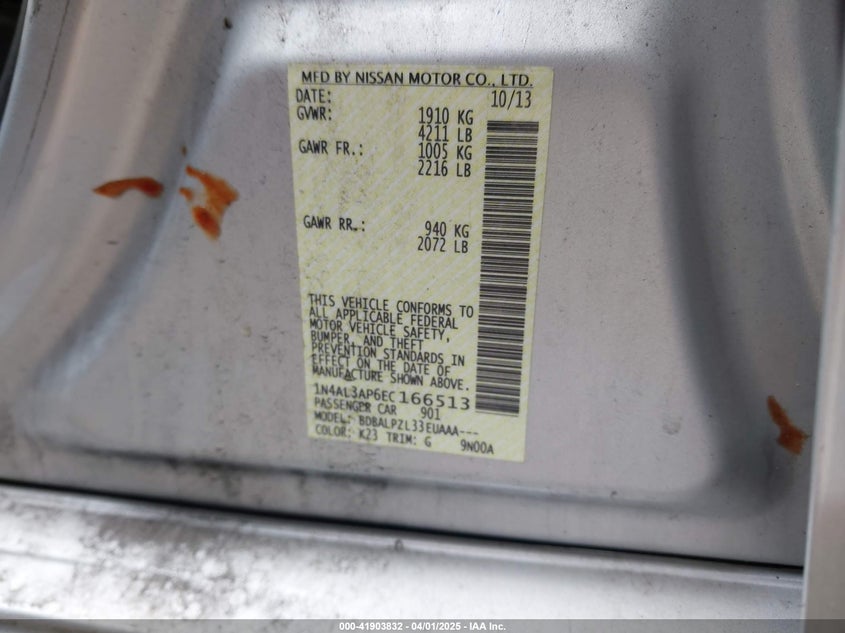 MFD BY NISSAN MOTOR CO., LTD.
DATE: 10/13
GVWR: 1910 KG
4211 LB
GAWR FR.: 1005 KG
2216 LB
GAWR RR.: 940 KG
2072 LB
THIS VEHICLE CONFORMS TO
ALL APPLICABLE FEDERAL
MOTOR VEHICLE SAFETY,
BUMPER, AND THEFT
PREVENTION STANDARDS IN
EFFECT ON THE DATE OF
MANUFACTURE SHOWN ABOVE.
1N4AL3AP6EC166513
PASSENGER CAR 901
MODEL: BDBALPZL33EUAAA---
COLOR: K23 TRIM: G 9N00A
000-41903832 - 04/01/2025 - IAA Inc.